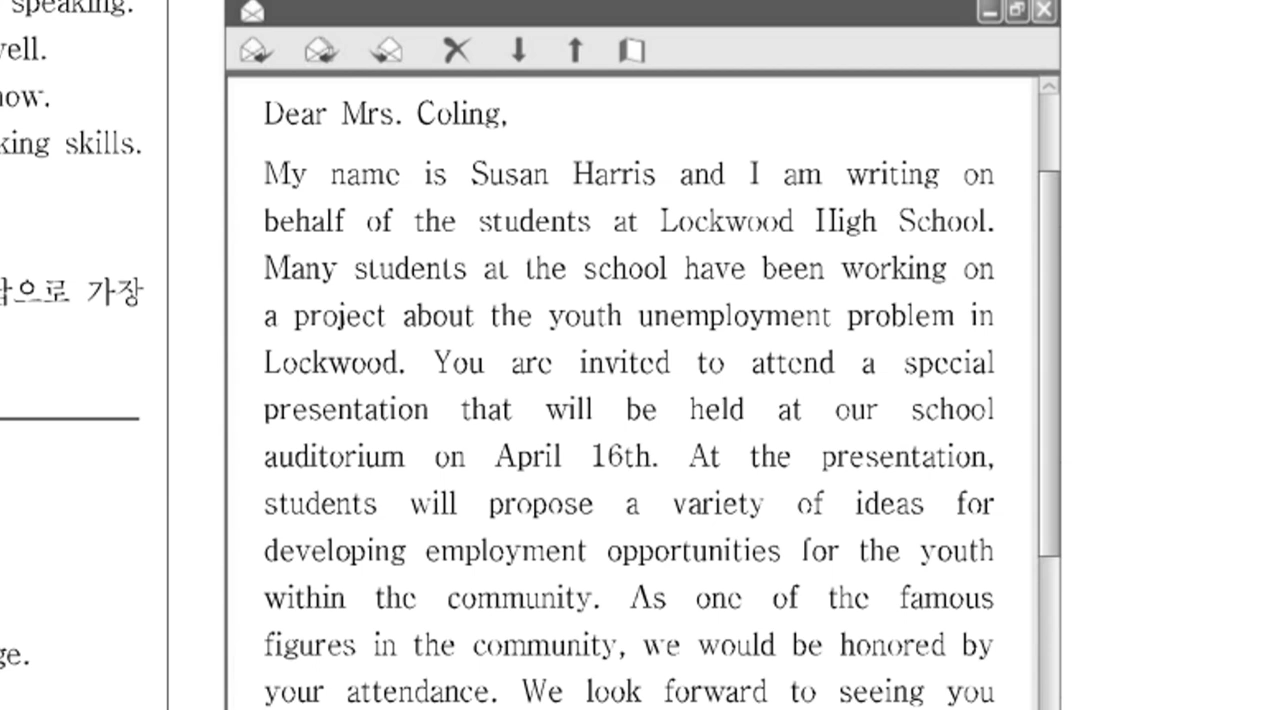 speaking.
well.
now.
king skills.
으로 가장
ge.
Dear Mrs. Coling,
My name is Susan Harris and I am writing on
behalf of the students at Lockwood High School.
Many students at the school have been working on
a project about the youth unemployment problem in
Lockwood. You are invited to attend a special
presentation that will be held at our school
auditorium on April 16th. At the presentation,
students will propose a variety of ideas for
developing employment opportunities for the youth
within the community. As one of the famous
figures in the community, we would be honored by
your attendance. We look forward to seeing you